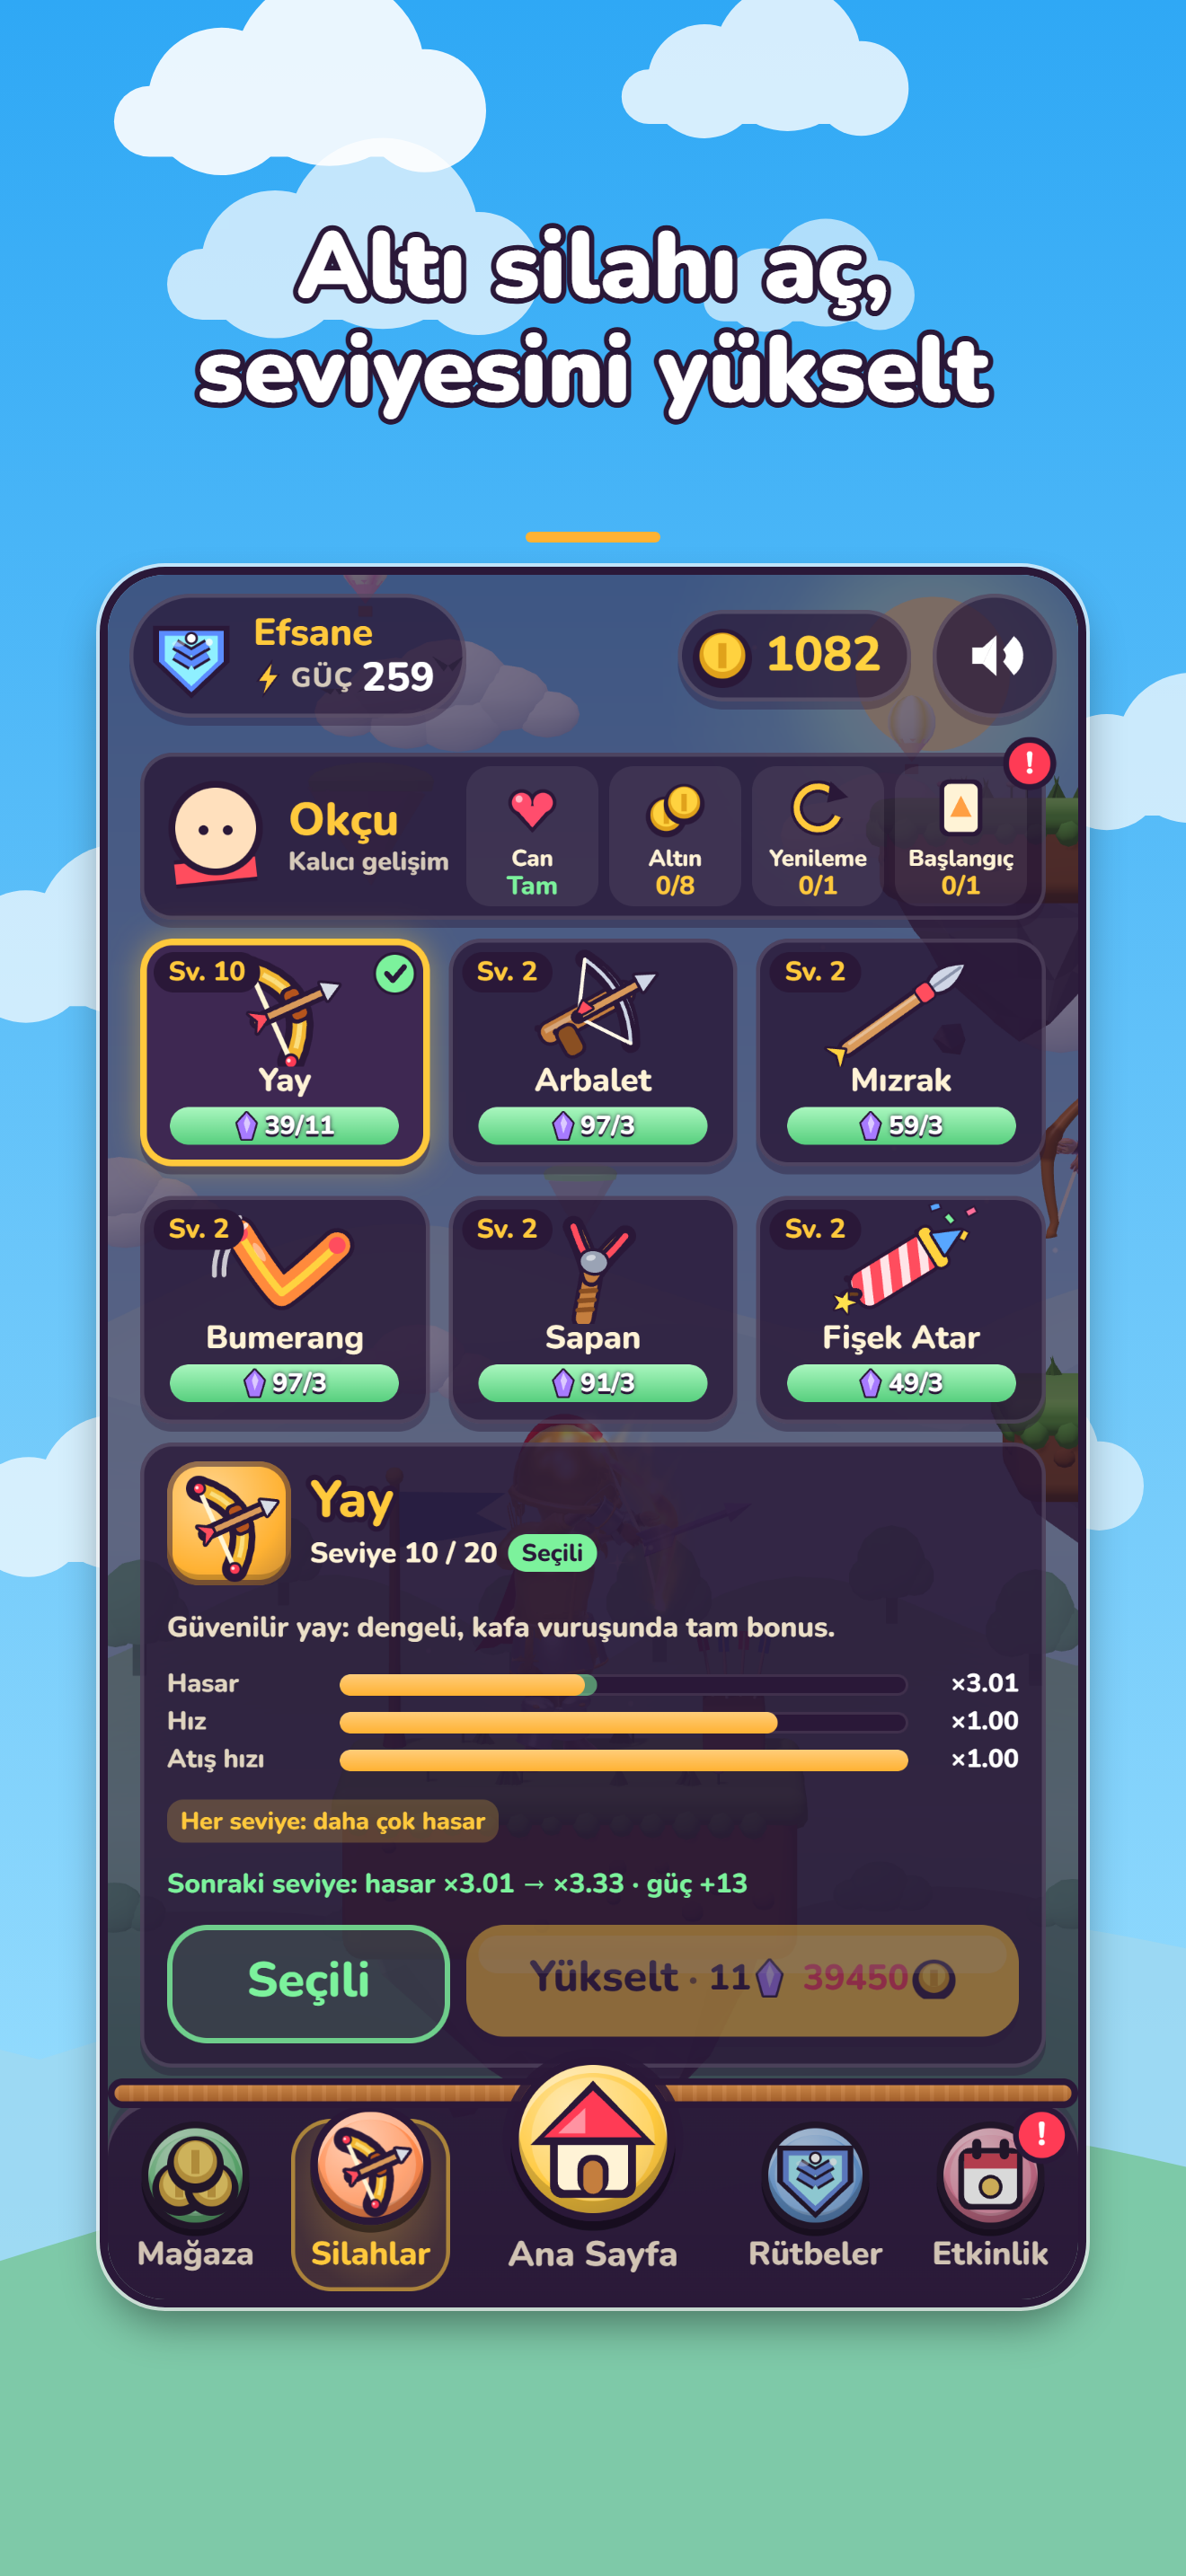 Altı silahı aç,
seviyesini yükselt
Efsane
GÜÇ 259
1082
Okçu
Kalıcı gelişim
Can
Tam
Altın
0/8
Yenileme
0/1
Başlangıç
0/1
!
Sv. 10
Yay
39/11
Sv. 2
Arbalet
97/3
Sv. 2
Mızrak
59/3
Sv. 2
Bumerang
97/3
Sv. 2
Sapan
91/3
Sv. 2
Fişek Atar
49/3
Yay
Seviye 10 / 20 Seçili
Güvenilir yay: dengeli, kafa vuruşunda tam bonus.
Hasar ×3.01
Hız ×1.00
Atış hızı ×1.00
Her seviye: daha çok hasar
Sonraki seviye: hasar ×3.01 → ×3.33 · güç +13
Seçili
Yükselt · 11 39450
!
Mağaza
Silahlar
Ana Sayfa
Rütbeler
Etkinlik